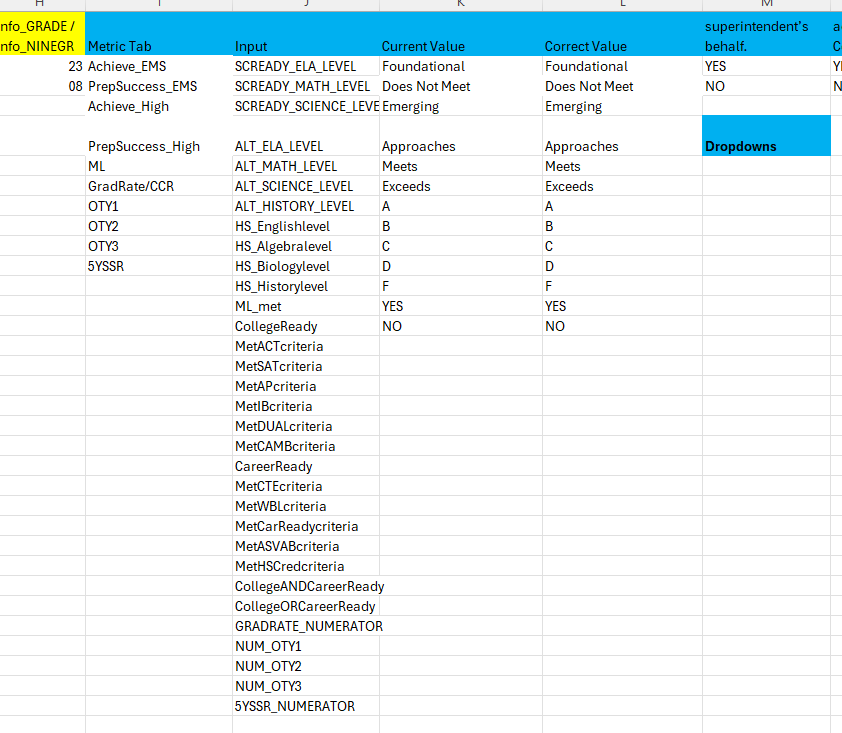 H I J K L M
nfo_GRADE / superintendent's
nfo_NINEGR Metric Tab Input Current Value Correct Value behalf.
23 Achieve_EMS SCREADY_ELA_LEVEL Foundational Foundational YES
08 PrepSuccess_EMS SCREADY_MATH_LEVEL Does Not Meet Does Not Meet NO N
Achieve_High SCREADY_SCIENCE_LEVE Emerging Emerging
PrepSuccess_High ALT_ELA_LEVEL Approaches Approaches Dropdowns
ML ALT_MATH_LEVEL Meets Meets
GradRate/CCR ALT_SCIENCE_LEVEL Exceeds Exceeds
OTY1 ALT_HISTORY_LEVEL A A
OTY2 HS_Englishlevel B B
OTY3 HS_Algebralevel C C
5YSSR HS_Biologylevel D D
HS_Historylevel F F
ML_met YES YES
CollegeReady NO NO
MetACTcriteria
MetSATcriteria
MetAPcriteria
MetIBcriteria
MetDUALcriteria
MetCAMBcriteria
CareerReady
MetCTEcriteria
MetWBLcriteria
MetCarReadycriteria
MetASVABcriteria
MetHSCredcriteria
CollegeANDCareerReady
CollegeORCareerReady
GRADRATE_NUMERATOR
NUM_OTY1
NUM_OTY2
NUM_OTY3
5YSSR_NUMERATOR